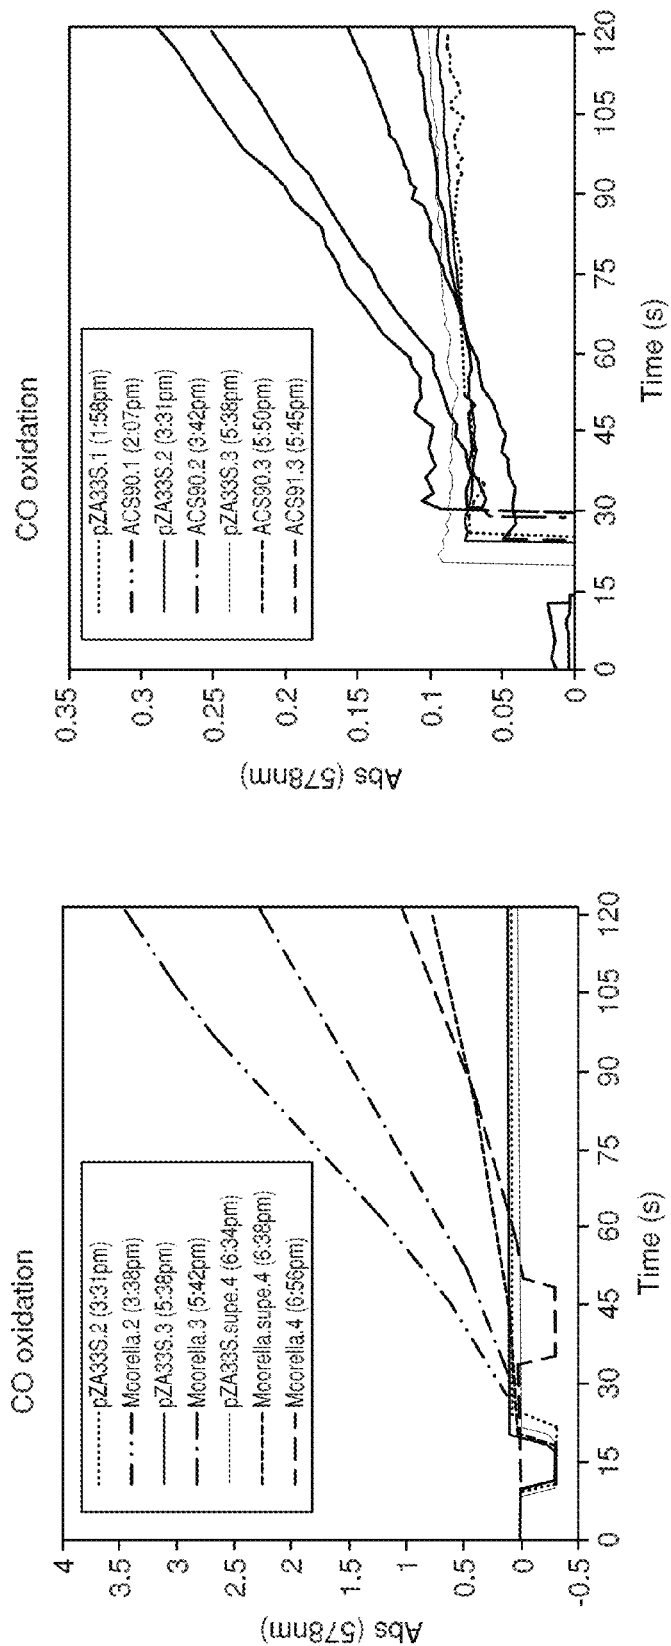 CO oxidation
Abs (578nm)
4
3.5
3
2.5
2
1.5
1
0.5
0
-0.5
pZA33S.2 (3:31pm)
Moorella.2 (3:38pm)
pZA33S.3 (5:38pm)
Moorella.3 (5:42pm)
pZA33S.supe.4 (6:34pm)
Moorella.supe.4 (6:38pm)
Moorella.4 (6:56pm)
0 15 30 45 60 75 90 105 120
Time (s)
CO oxidation
Abs (578nm)
0.35
0.3
0.25
0.2
0.15
0.1
0.05
0
pZA33S.1 (1:58pm)
ACS90.1 (2:07pm)
pZA33S.2 (3:31pm)
ACS90.2 (3:42pm)
pZA33S.3 (5:38pm)
ACS90.3 (5:50pm)
ACS91.3 (5:45pm)
0 15 30 45 60 75 90 105 120
Time (s)